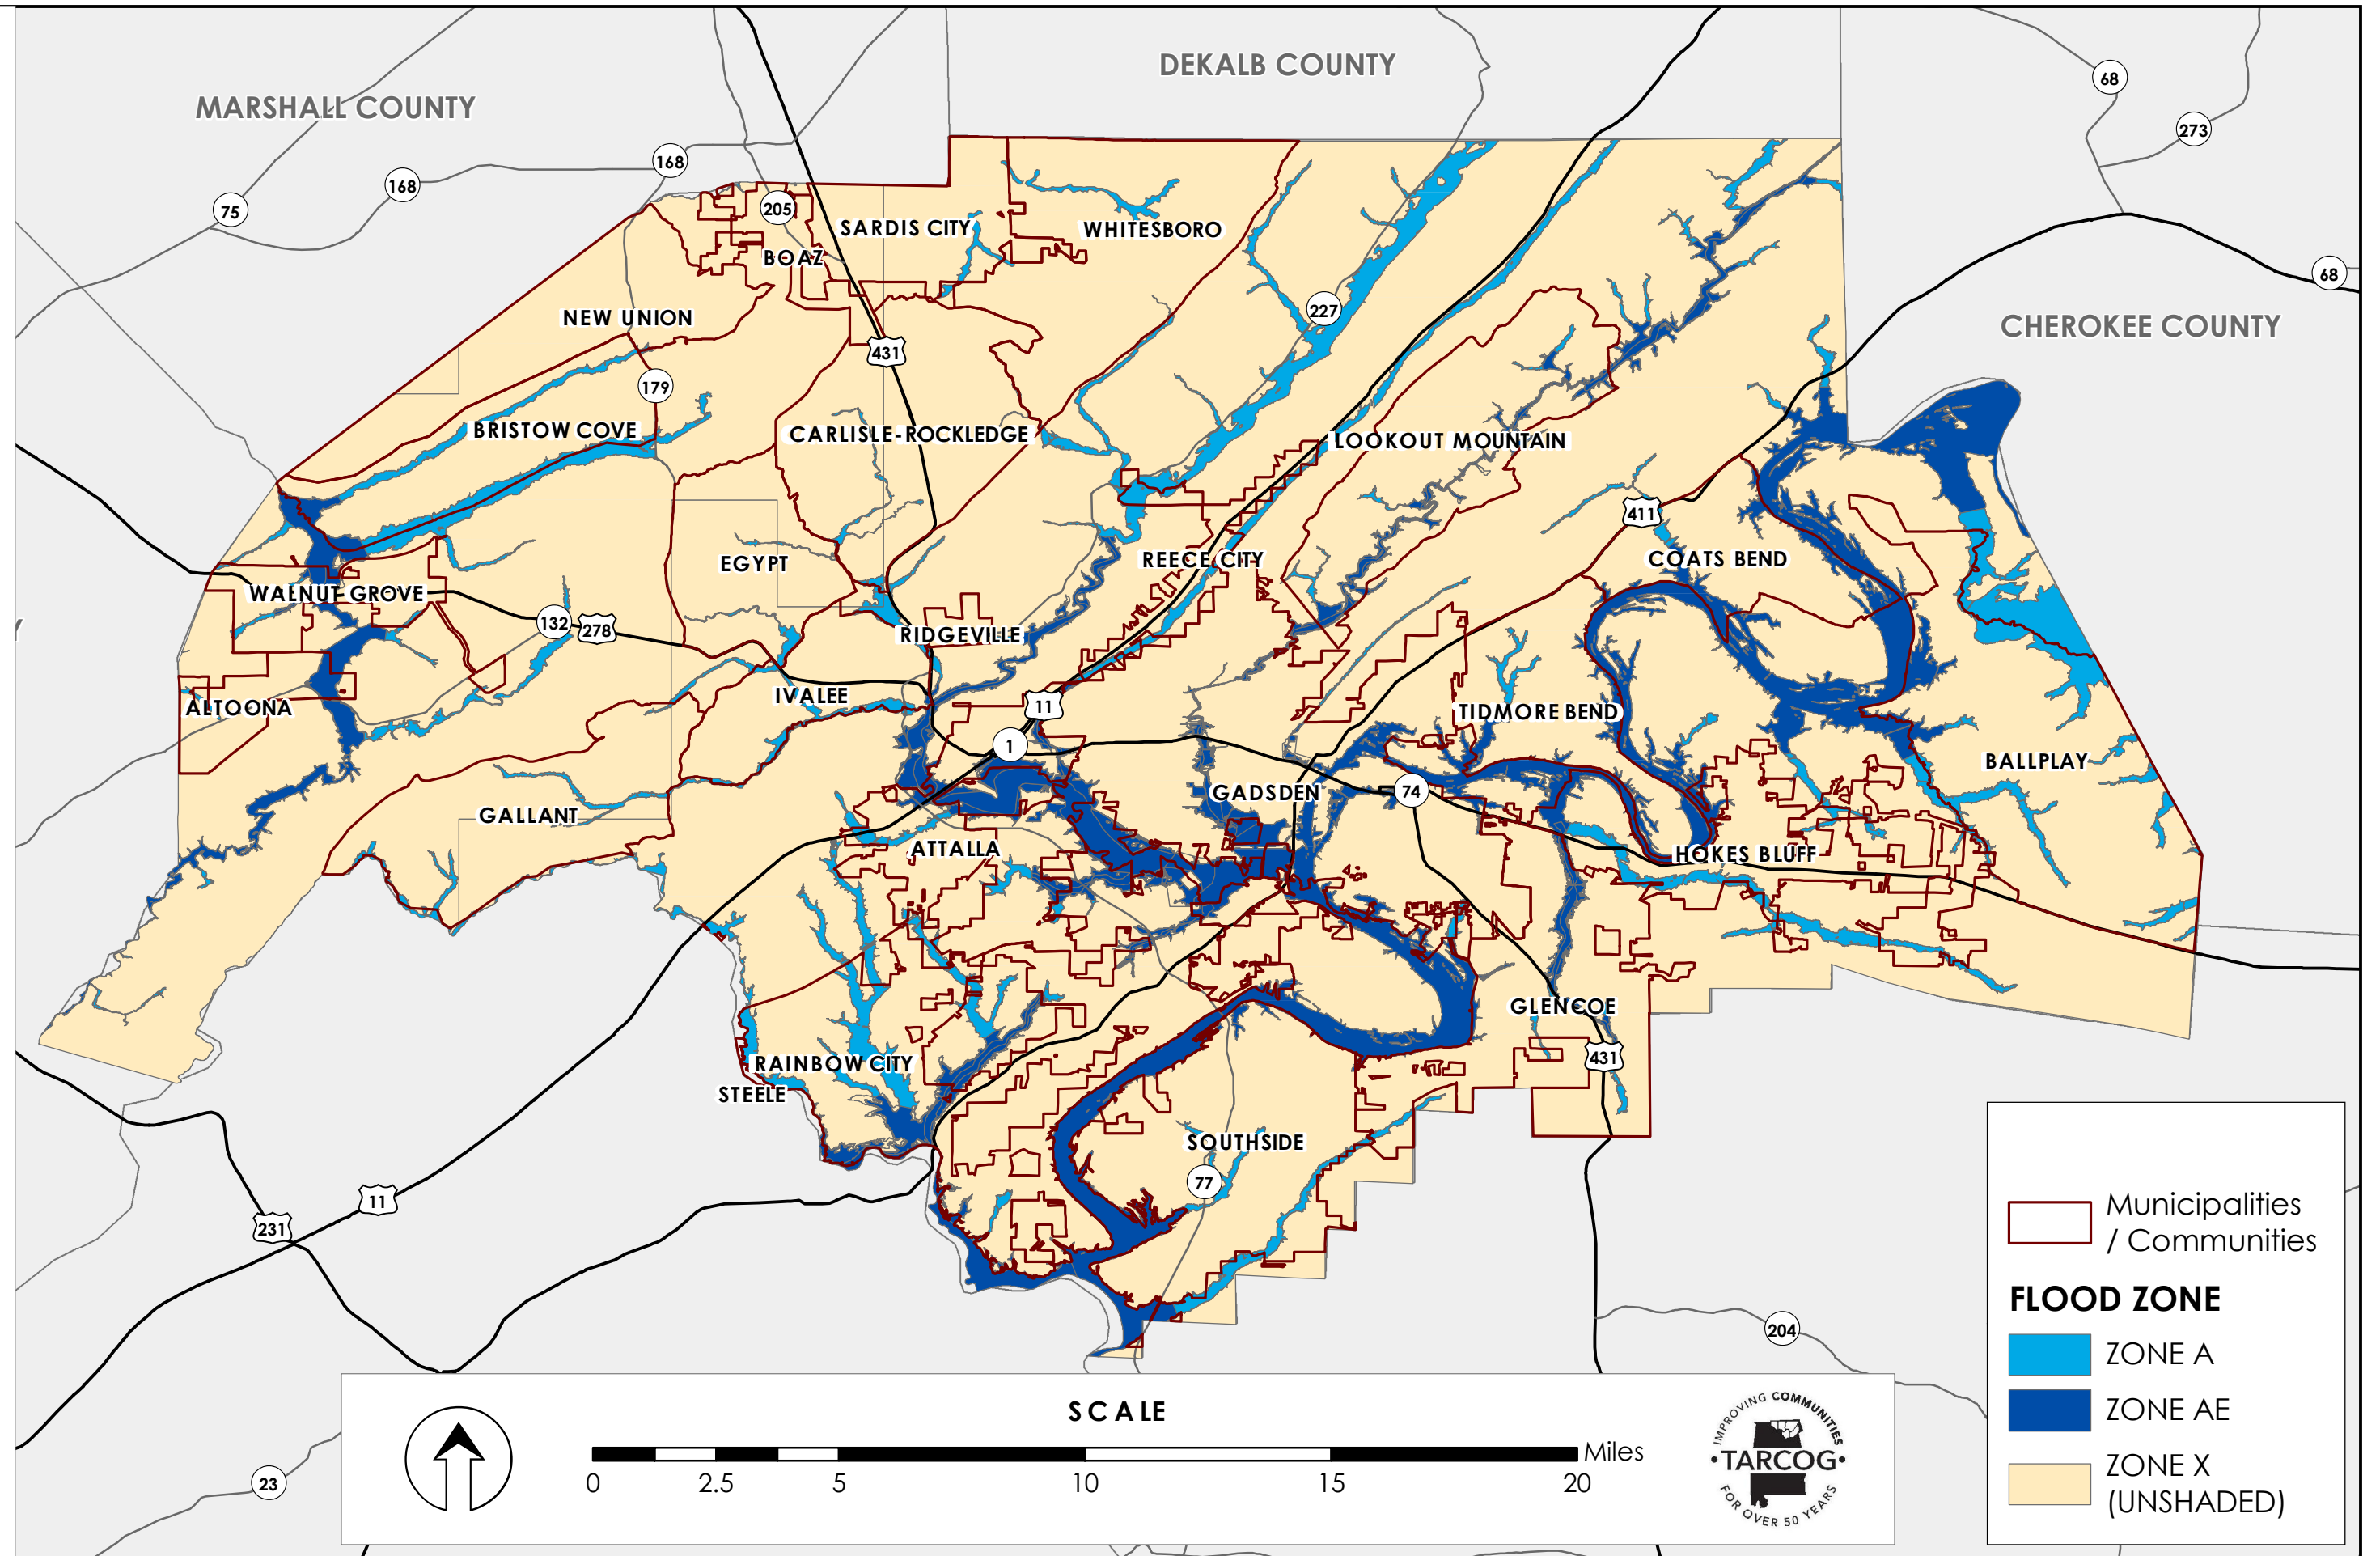 DEKALB COUNTY
68
MARSHALL COUNTY
273
168
168
75
205
SARDIS CITY
WHITESBORO
BOAZ
68
227
NEW UNION
CHEROKEE COUNTY
431
179
BRISTOW COVE
CARLISLE-ROCKLEDGE
LOOKOUT MOUNTAIN
411
EGYPT
REECE CITY
COATS BEND
WALNUT GROVE
132
278
RIDGEVILLE
IVALEE
ALTOONA
11
TIDMORE BEND
1
BALLPLAY
GADSDEN
74
GALLANT
ATTALLA
HOKES BLUFF
GLENCOE
431
RAINBOW CITY
STEELE
SOUTHSIDE
77
11
231
204
23
Municipalities
/ Communities
FLOOD ZONE
ZONE A
ZONE AE
ZONE X
(UNSHADED)
SCALE
Miles
0 2.5 5 10 15 20
IMPROVING COMMUNITIES
•TARCOG•
FOR OVER 50 YEARS